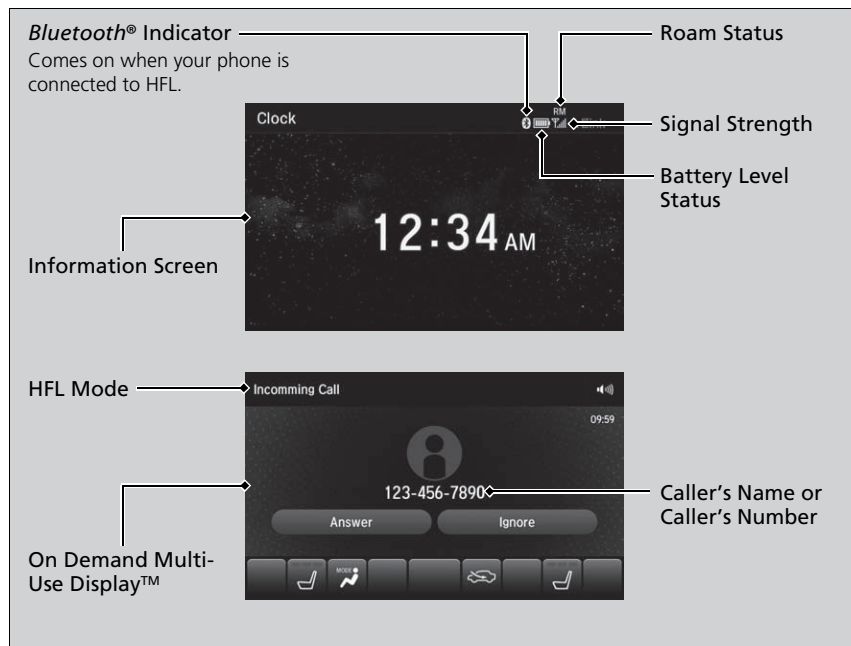 Bluetooth® Indicator
Comes on when your phone is
connected to HFL.
Roam Status
Signal Strength
Battery Level
Status
Clock
RM
12:34 AM
Information Screen
HFL Mode
Incomming Call
09:59
123-456-7890
Answer
Ignore
MODE
Caller's Name or
Caller's Number
On Demand Multi-
Use Display™